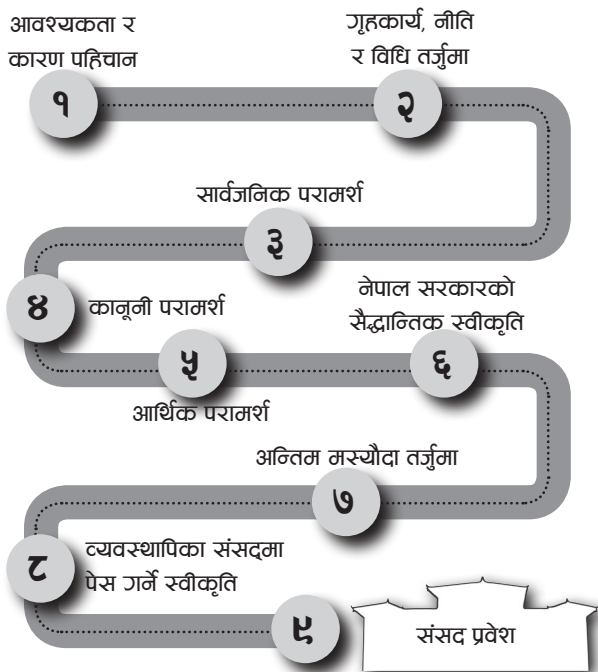 आवश्यकता र
कारण पहिचान
१
गृहकार्य, नीति
र विधि तर्जुमा
२
सार्वजनिक परामर्श
३
४
कानूनी परामर्श
५
आर्थिक परामर्श
नेपाल सरकारको
सैद्धान्तिक स्वीकृति
६
अन्तिम मस्यौदा तर्जुमा
७
८
व्यवस्थापिका संसद्मा
पेस गर्ने स्वीकृति
९
संसद प्रवेश